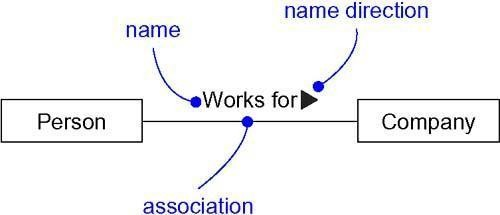 name direction
name
Works for
Person
Company
association